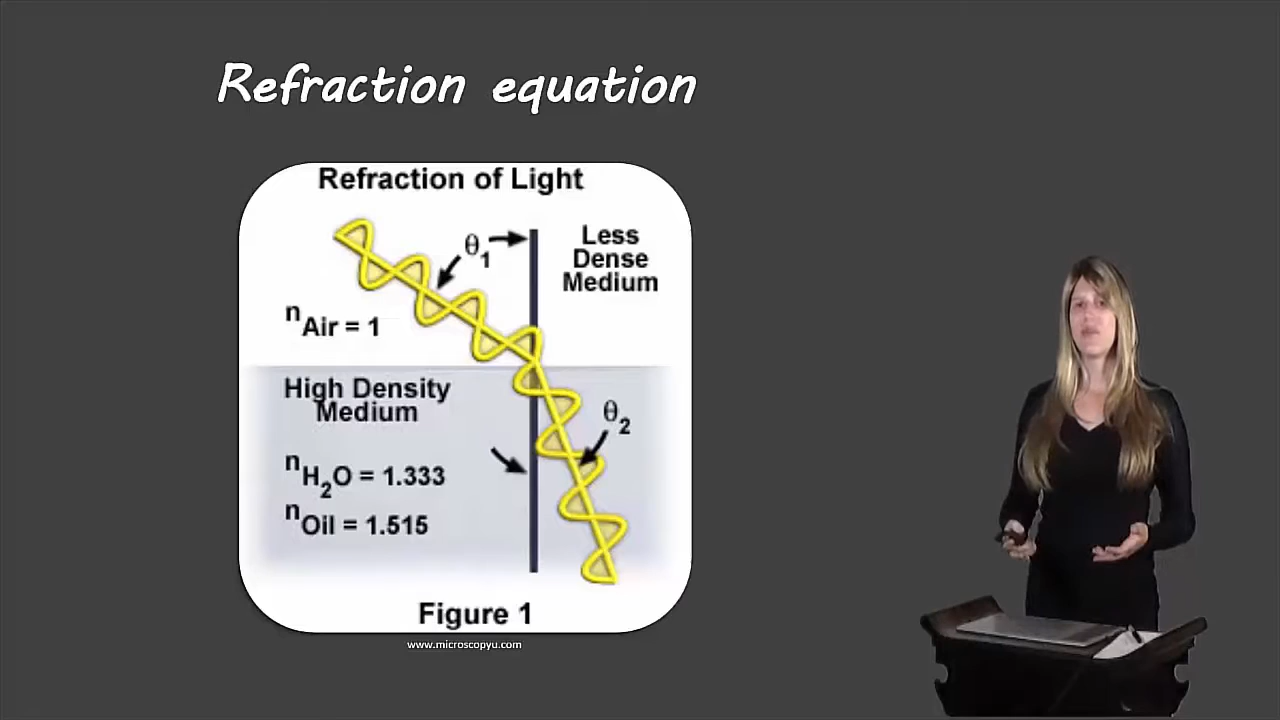 Refraction equation
Refraction of Light
θ1
Less
Dense
Medium
nAir = 1
High Density
Medium
θ2
nH2O = 1.333
nOil = 1.515
Figure 1
www.microscopyu.com